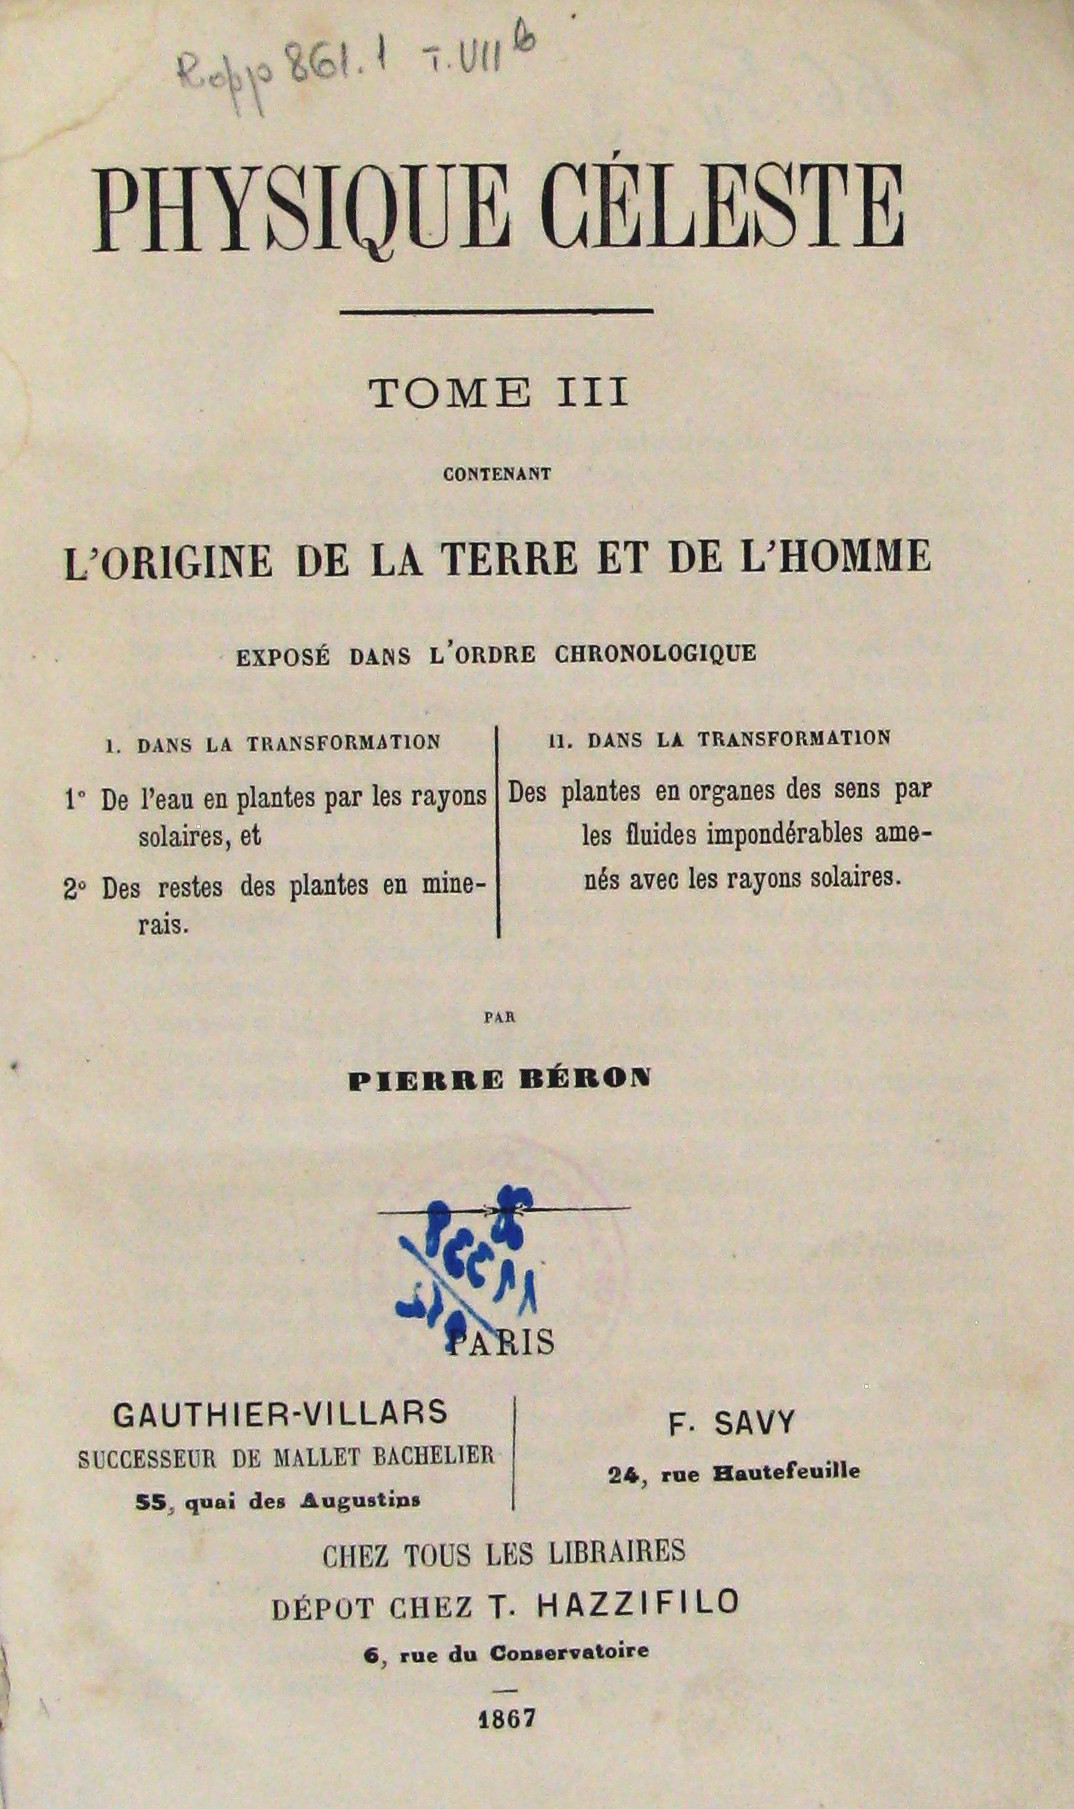 Ropp 861.1 T. VII b
PHYSIQUE CÉLESTE
TOME III
CONTENANT
L'ORIGINE DE LA TERRE ET DE L'HOMME
EXPOSÉ DANS L'ORDRE CHRONOLOGIQUE
I. DANS LA TRANSFORMATION
1° De l'eau en plantes par les rayons
solaires, et
2° Des restes des plantes en mine-
rais.
II. DANS LA TRANSFORMATION
Des plantes en organes des sens par
les fluides impondérables ame-
nés avec les rayons solaires.
PAR
PIERRE BÉRON
PARIS
GAUTHIER-VILLARS
SUCCESSEUR DE MALLET BACHELIER
55, quai des Augustins
F. SAVY
24, rue Hautefeuille
CHEZ TOUS LES LIBRAIRES
DÉPOT CHEZ T. HAZZIFILO
6, rue du Conservatoire
1867